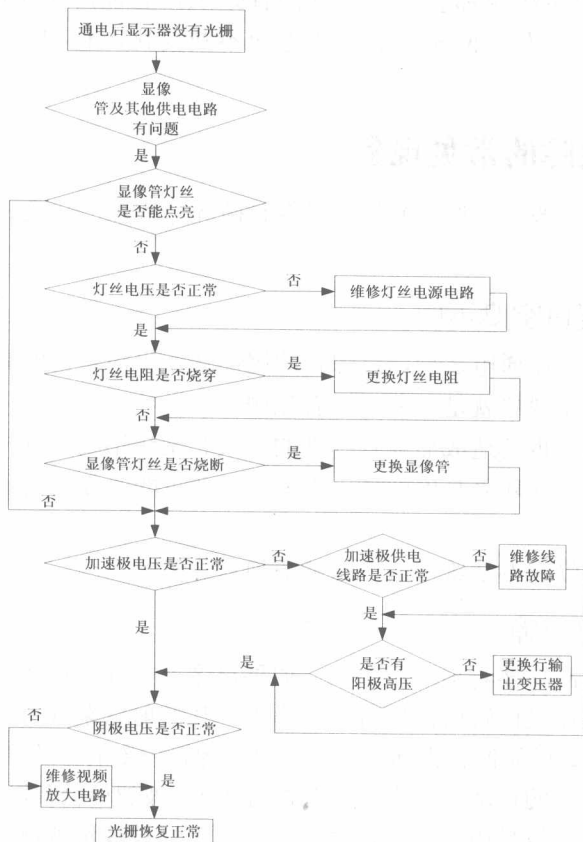 通电后显示器没有光栅
显像
管及其他供电电路
有问题
是
显像管灯丝
是否能点亮
否
灯丝电压是否正常
否
维修灯丝电源电路
是
灯丝电阻是否烧穿
是
更换灯丝电阻
否
显像管灯丝是否烧断
是
更换显像管
否
加速极电压是否正常
否
加速极供电
线路是否正常
否
维修线
路故障
是
是
是
是否有
阳极高压
否
更换行输
出变压器
阴极电压是否正常
否
维修视频
放大电路
是
光栅恢复正常